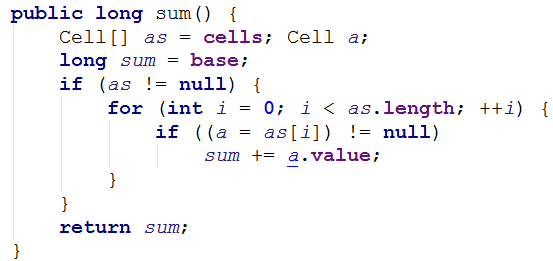 public long sum() {
    Cell[] as = cells; Cell a;
    long sum = base;
    if (as != null) {
        for (int i = 0; i < as.length; ++i) {
            if ((a = as[i]) != null)
                sum += a.value;
        }
    }
    return sum;
}